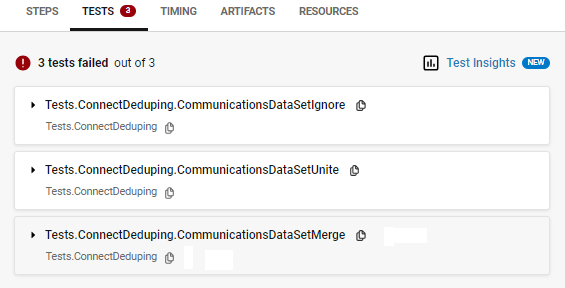 STEPS TESTS 3 TIMING ARTIFACTS RESOURCES
3 tests failed out of 3 Test Insights NEW
Tests.ConnectDeduping.CommunicationsDataSetIgnore
Tests.ConnectDeduping
Tests.ConnectDeduping.CommunicationsDataSetUnite
Tests.ConnectDeduping
Tests.ConnectDeduping.CommunicationsDataSetMerge
Tests.ConnectDeduping